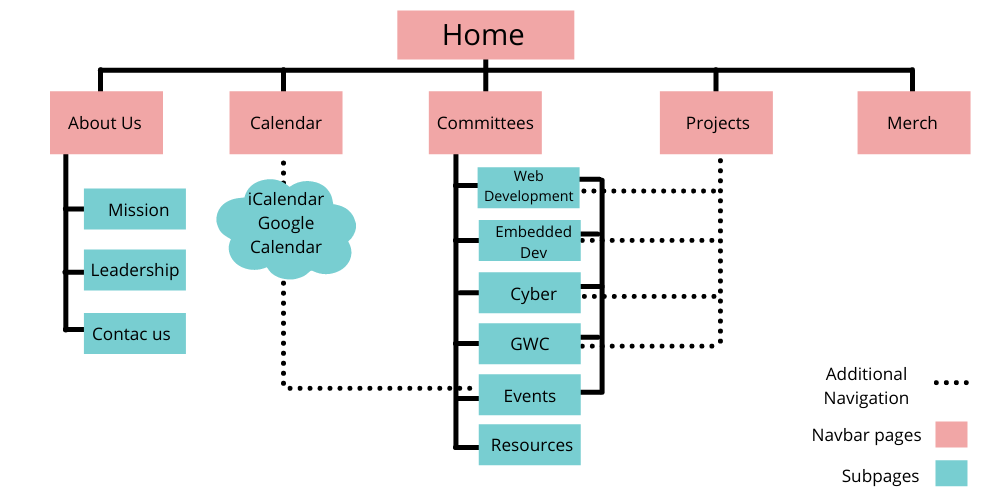 Home
About Us
Calendar
Committees
Projects
Merch
Mission
Leadership
Contac us
iCalendar
Google
Calendar
Web
Development
Embedded
Dev
Cyber
GWC
Events
Resources
Additional
Navigation
Navbar pages
Subpages